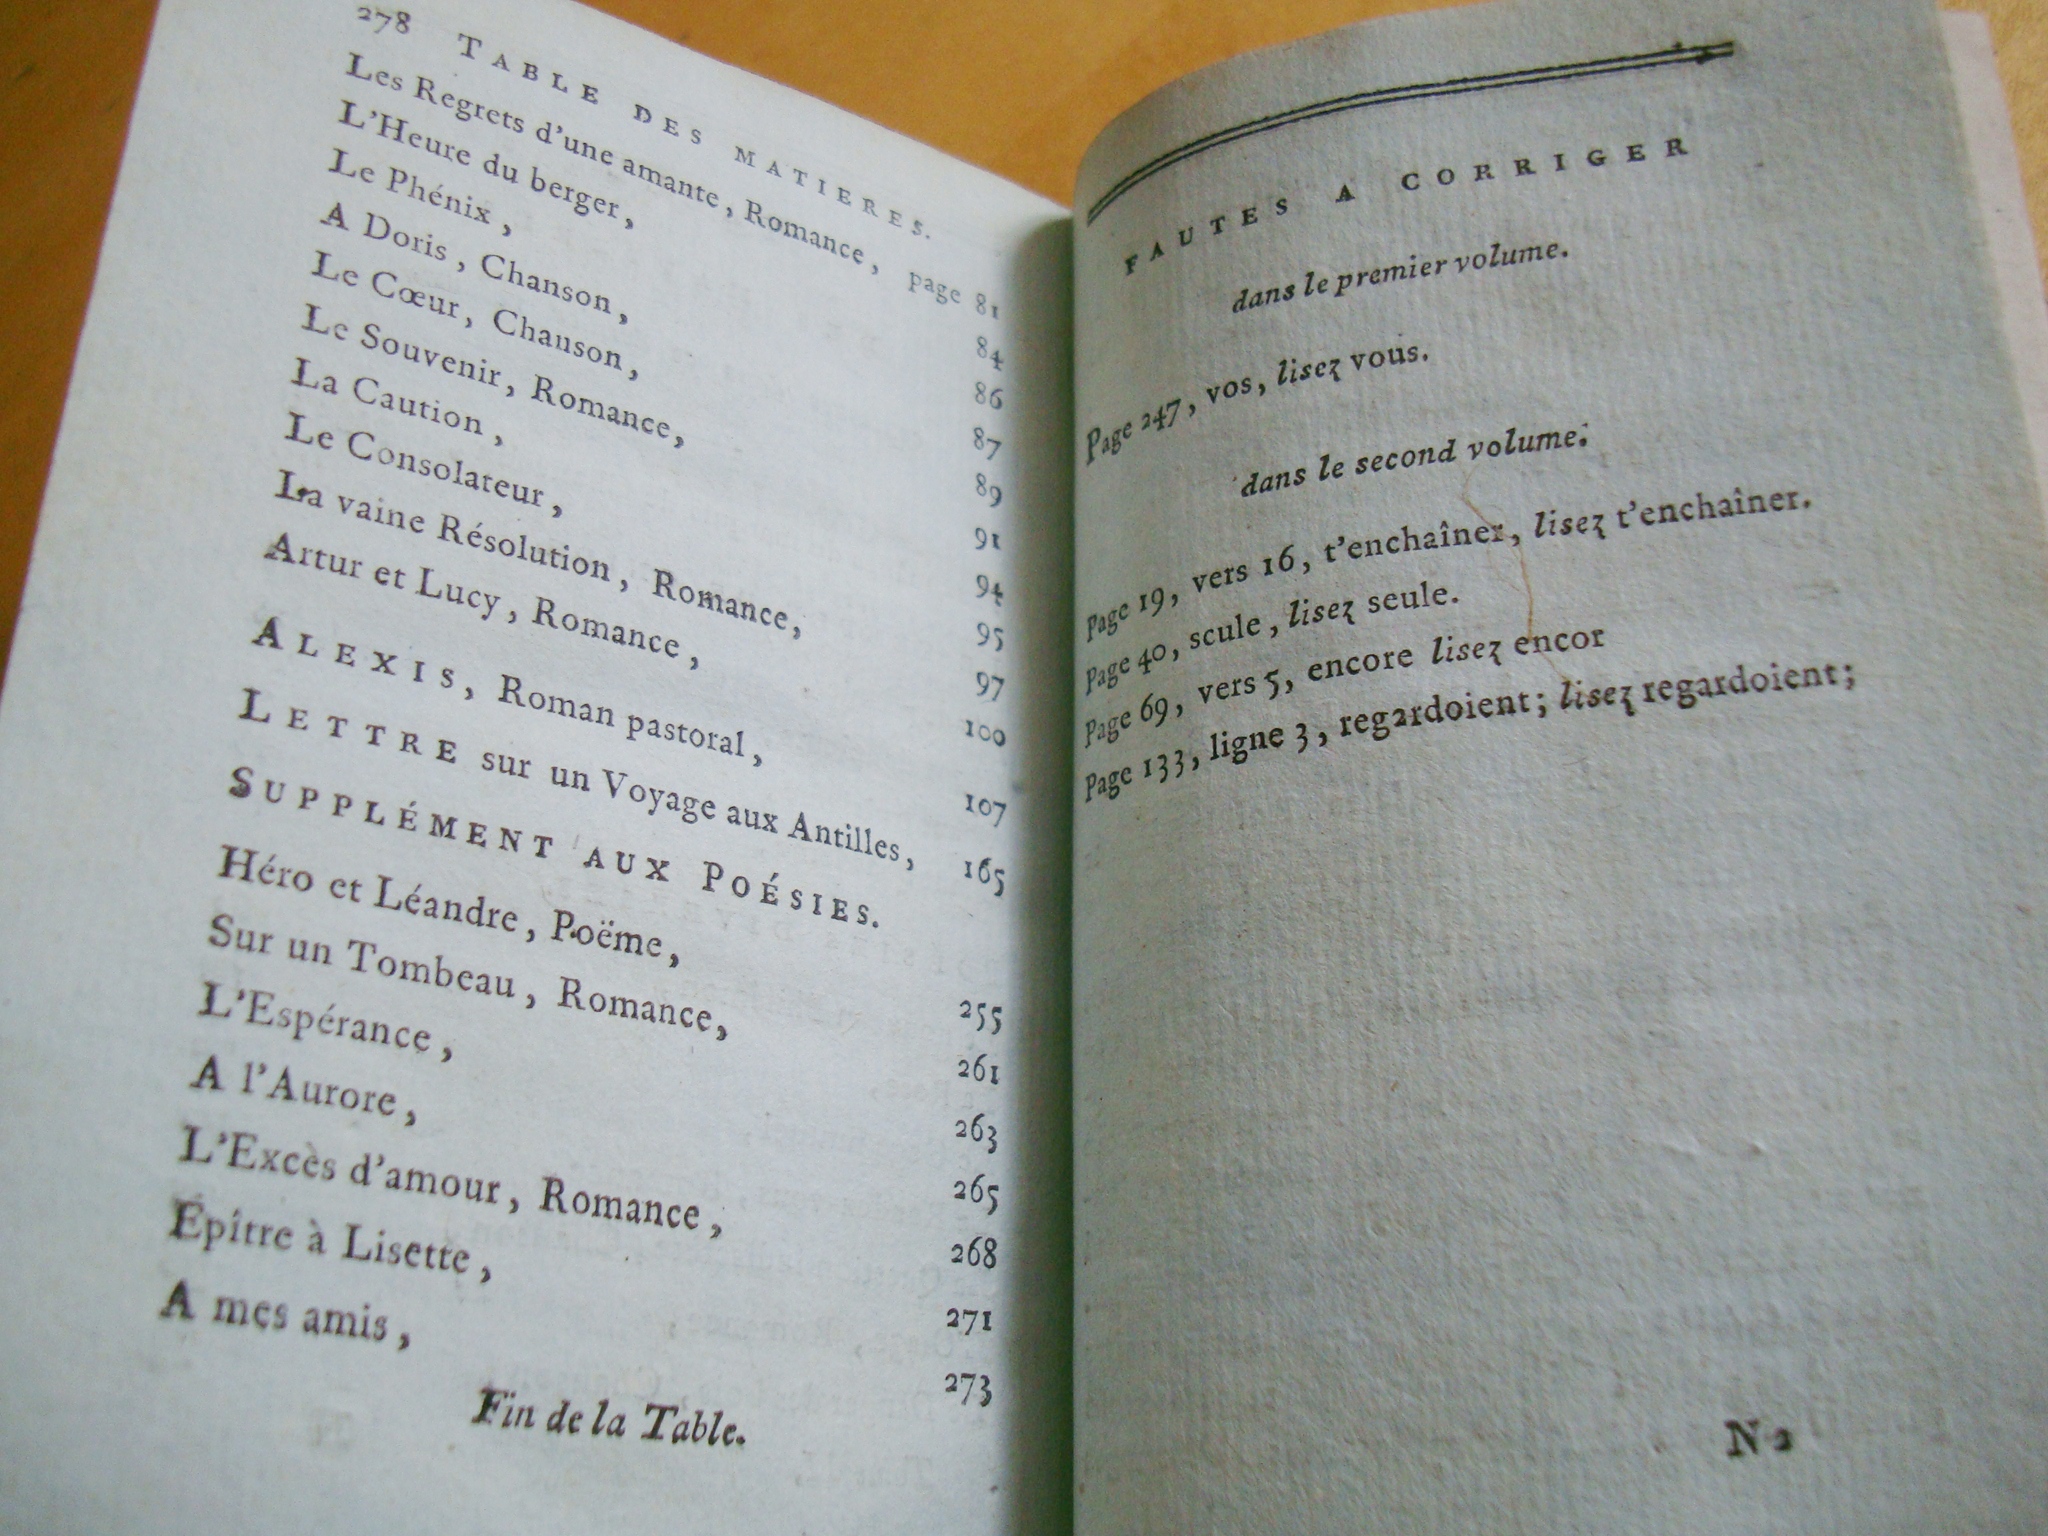 278 TABLE DES MATIERES.
Les Regrets d'une amante, Romance, page 81
L'Heure du berger, 84
Le Phénix, 86
A Doris, Chanson, 87
Le Cœur, Chanson, 89
Le Souvenir, Romance, 91
La Caution, 94
Le Consolateur, 95
La vaine Résolution, Romance, 97
Artur et Lucy, Romance, 100
ALEXIS, Roman pastoral, 107
LETTRE sur un Voyage aux Antilles, 165
SUPPLÉMENT AUX POÉSIES.
Héro et Léandre, Poëme, 255
Sur un Tombeau, Romance, 261
L'Espérance, 263
A l'Aurore, 265
L'Excès d'amour, Romance, 268
Epître à Lisette, 271
A mes amis, 273
Fin de la Table.
FAUTES A CORRIGER
dans le premier volume.
Page 247, vos, lisez vous.
dans le second volume.
Page 19, vers 16, t'enchaîner, lisez t'enchaîner.
Page 40, scule, lisez seule.
Page 69, vers 5, encore lisez encor
Page 133, ligne 3, regardoient; lisez regardoient;
N 2